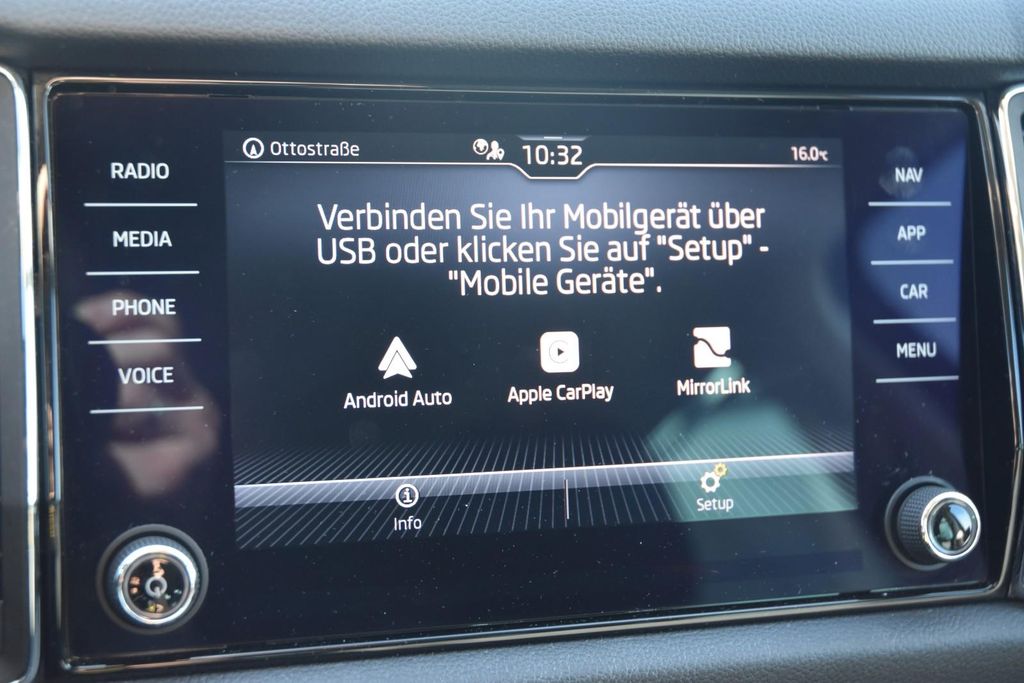 Ottostraße
10:32
16.0°C
RADIO
MEDIA
PHONE
VOICE
Verbinden Sie Ihr Mobilgerät über
USB oder klicken Sie auf "Setup" -
"Mobile Geräte".
Android Auto
Apple CarPlay
MirrorLink
Info
Setup
NAV
APP
CAR
MENU